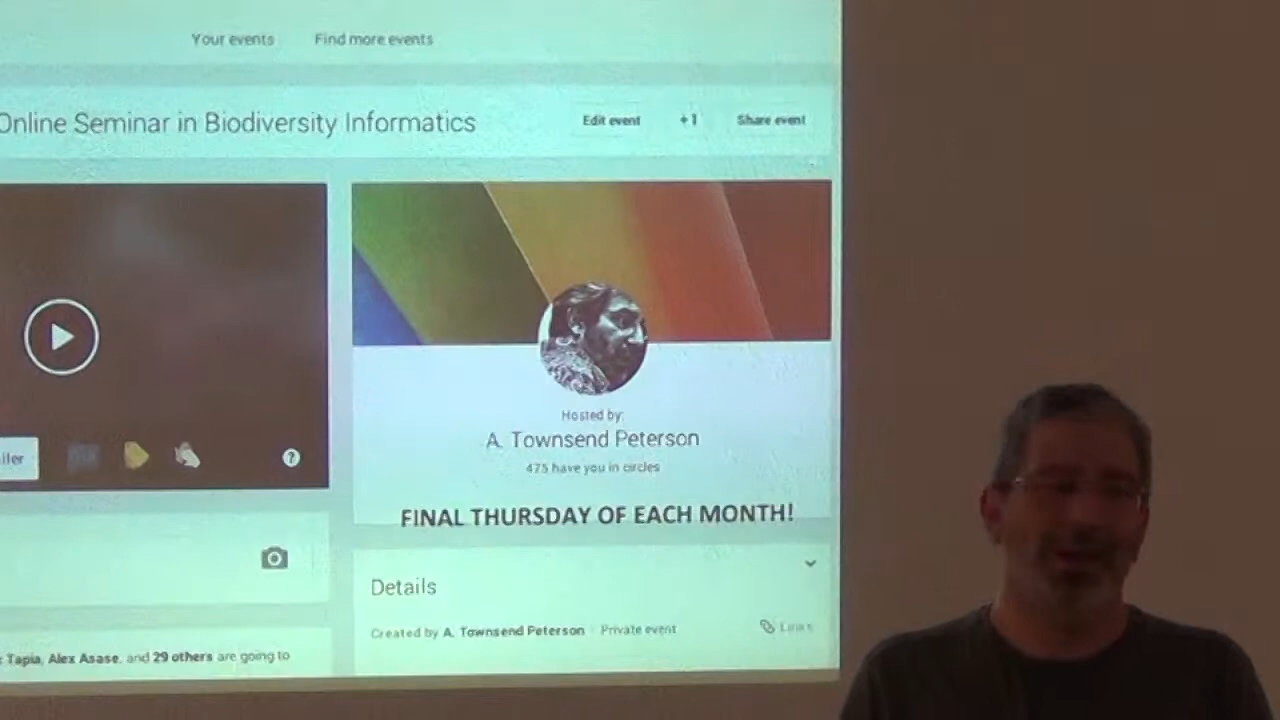 Your events Find more events
Online Seminar in Biodiversity Informatics
Edit event +1 Share event
?
Hosted by:
A. Townsend Peterson
475 have you in circles
FINAL THURSDAY OF EACH MONTH!
Details
Created by A. Townsend Peterson · Private event Links
Tapia, Alex Asase, and 29 others are going to